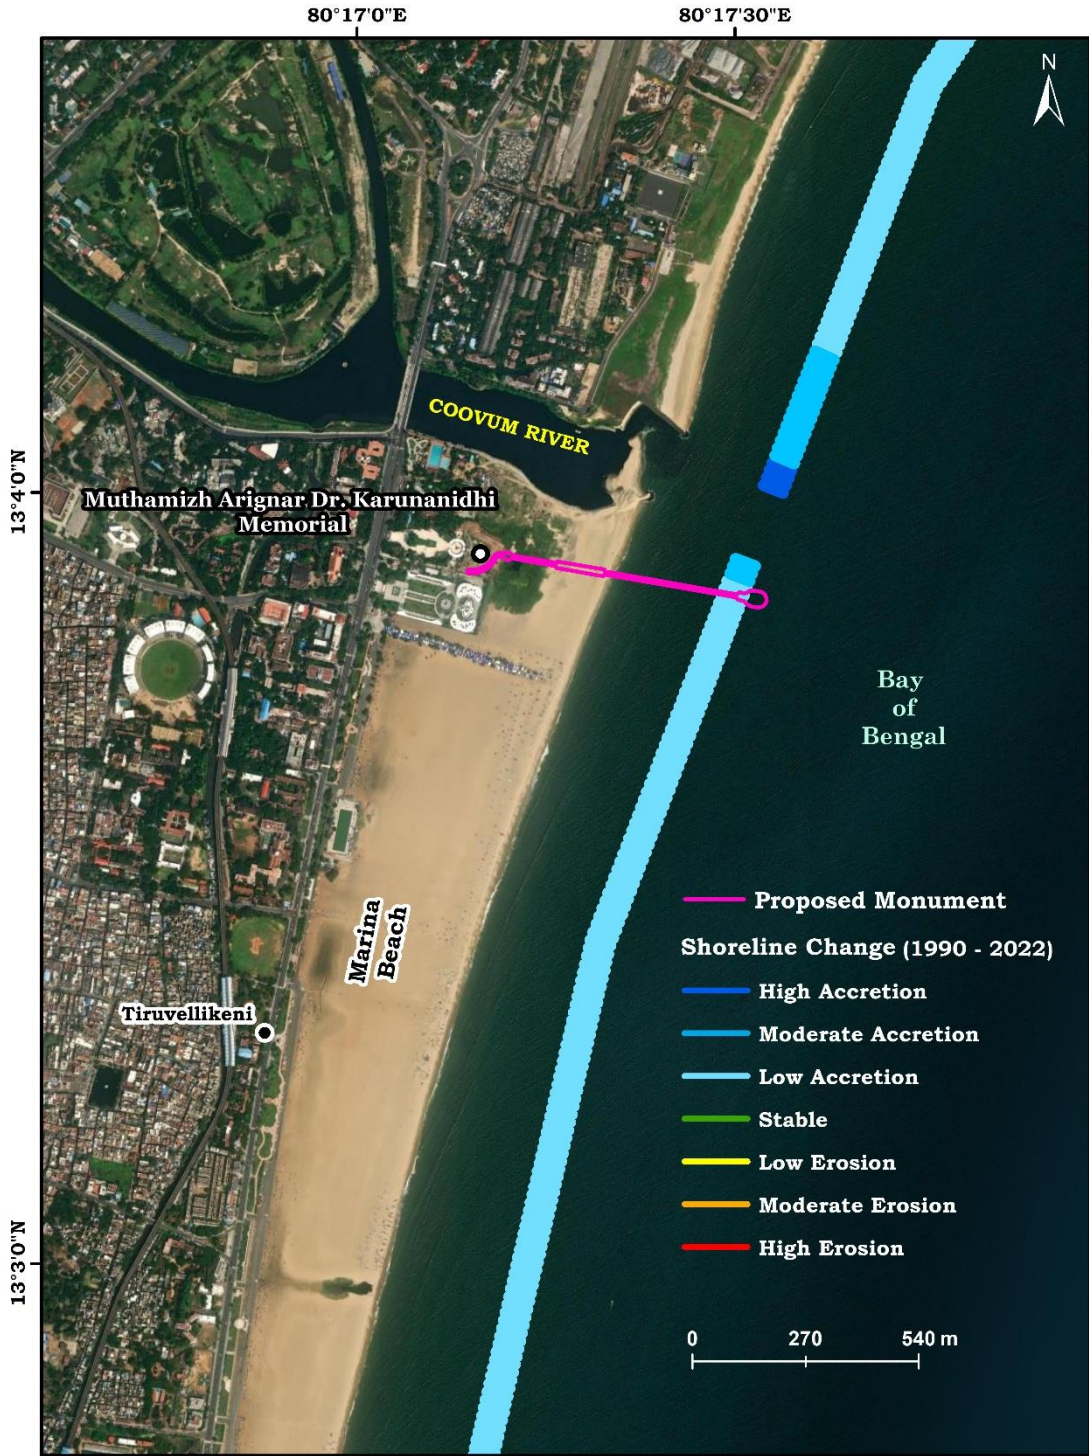 80°17'0"E
80°17'30"E
N
COOVUM RIVER
13°4'0"N
Muthamizh Arignar Dr. Karunanidhi
Memorial
Bay
of
Bengal
Marina
Beach
Tiruvellikeni
13°3'0"N
Proposed Monument
Shoreline Change (1990 - 2022)
High Accretion
Moderate Accretion
Low Accretion
Stable
Low Erosion
Moderate Erosion
High Erosion
0 270 540 m